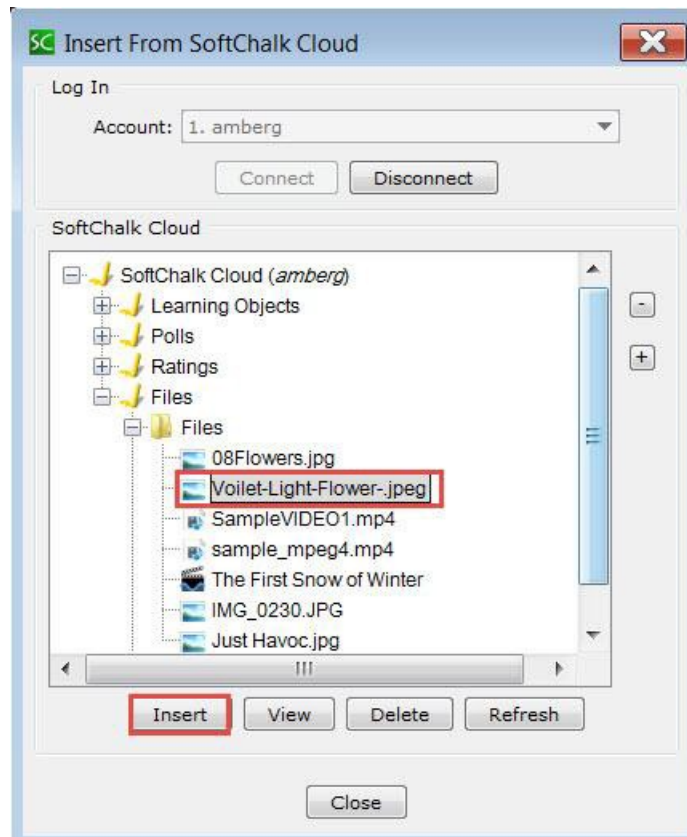 SC Insert From SoftChalk Cloud
Log In
Account: 1. amberg
Connect Disconnect
SoftChalk Cloud
SoftChalk Cloud (amberg)
Learning Objects
Polls
Ratings
Files
Files
08Flowers.jpg
Voilet-Light-Flower-.jpeg
SampleVIDEO1.mp4
sample_mpeg4.mp4
The First Snow of Winter
IMG_0230.JPG
Just Havoc.jpg
Insert View Delete Refresh
Close